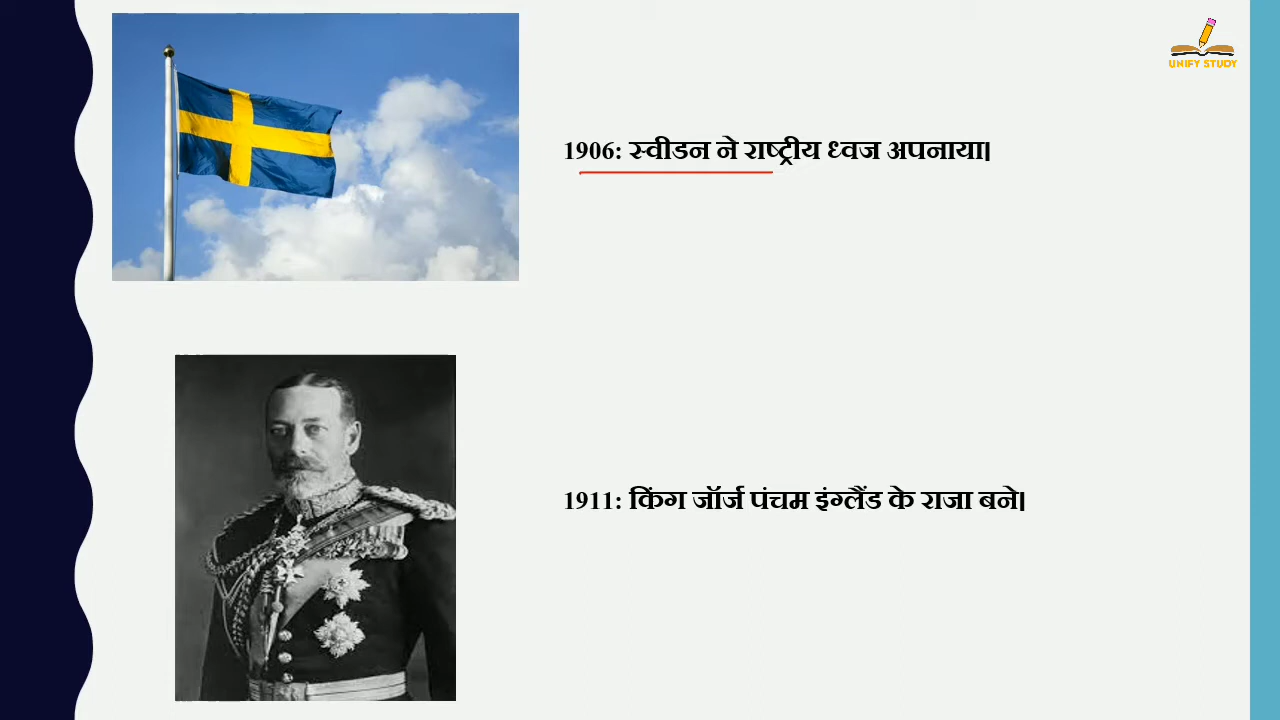 UNIFY STUDY
1906: स्वीडन ने राष्ट्रीय ध्वज अपनाया।
1911: किंग जॉर्ज पंचम इंग्लैंड के राजा बने।